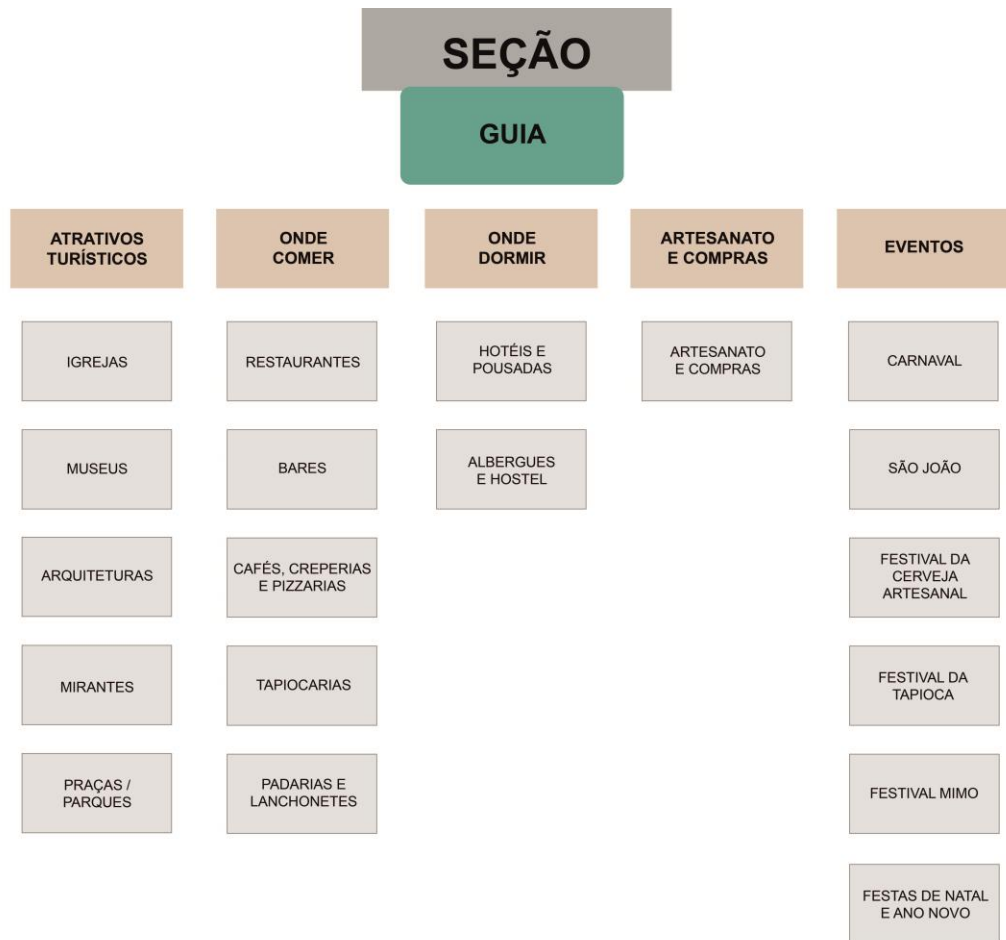 SEÇÃO
GUIA
ATRATIVOS
TURÍSTICOS
IGREJAS
MUSEUS
ARQUITETURAS
MIRANTES
PRAÇAS /
PARQUES
ONDE
COMER
RESTAURANTES
BARES
CAFÉS, CREPERIAS
E PIZZARIAS
TAPIOCARIAS
PADARIAS E
LANCHONETES
ONDE
DORMIR
HOTÉIS E
POUSADAS
ALBERGUES
E HOSTEL
ARTESANATO
E COMPRAS
ARTESANATO
E COMPRAS
EVENTOS
CARNAVAL
SÃO JOÃO
FESTIVAL DA
CERVEJA
ARTESANAL
FESTIVAL DA
TAPIOCA
FESTIVAL MIMO
FESTAS DE NATAL
E ANO NOVO